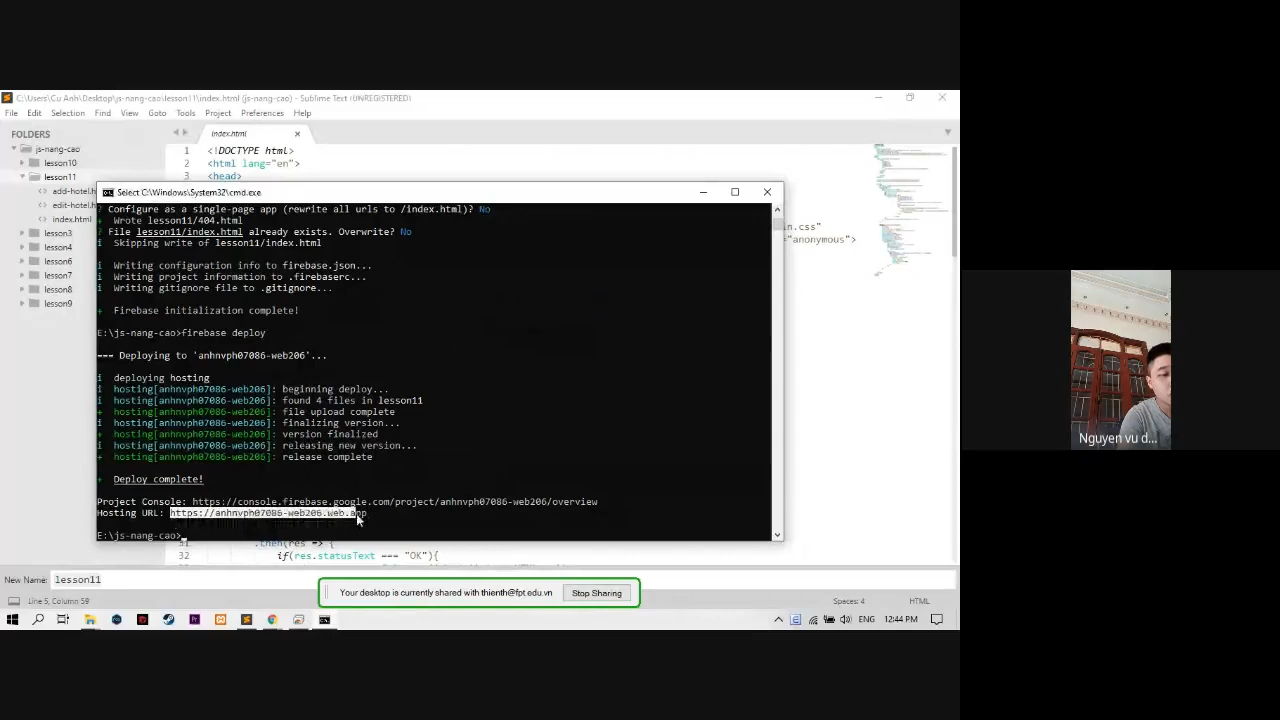 C:\Users\Cu Anh\Desktop\js-nang-cao\lesson11\index.html (js-nang-cao) - Sublime Text (UNREGISTERED)
File Edit Selection Find View Goto Tools Project Preferences Help
FOLDERS
js-nang-cao
lesson10
lesson11
add-hotel.h
edit-hotel.h
index.html
lesson3
lesson4
lesson6
lesson7
lesson8
lesson9
index.html
1 <!DOCTYPE html>
2 <html lang="en">
3 <head>
n.css"
="anonymous">
Select C:\Windows\System32\cmd.exe
? Configure as a single-page app (rewrite all urls to /index.html)? No
+ Wrote lesson11/404.html
? File lesson11/index.html already exists. Overwrite? No
i Skipping write of lesson11/index.html
i Writing configuration info to firebase.json...
i Writing project information to .firebaserc...
i Writing gitignore file to .gitignore...
+ Firebase initialization complete!
E:\js-nang-cao>firebase deploy
=== Deploying to 'anhnvph07086-web206'...
i deploying hosting
i hosting[anhnvph07086-web206]: beginning deploy...
i hosting[anhnvph07086-web206]: found 4 files in lesson11
+ hosting[anhnvph07086-web206]: file upload complete
i hosting[anhnvph07086-web206]: finalizing version...
+ hosting[anhnvph07086-web206]: version finalized
i hosting[anhnvph07086-web206]: releasing new version...
+ hosting[anhnvph07086-web206]: release complete
+ Deploy complete!
Project Console: https://console.firebase.google.com/project/anhnvph07086-web206/overview
Hosting URL: https://anhnvph07086-web206.web.app
E:\js-nang-cao>
31 .then(res => {
32 if(res.statusText === "OK"){
New Name: lesson11
Your desktop is currently shared with thienth@fpt.edu.vn Stop Sharing
Line 5, Column 59 Spaces: 4 HTML
ENG 12:44 PM
Nguyen vu d...